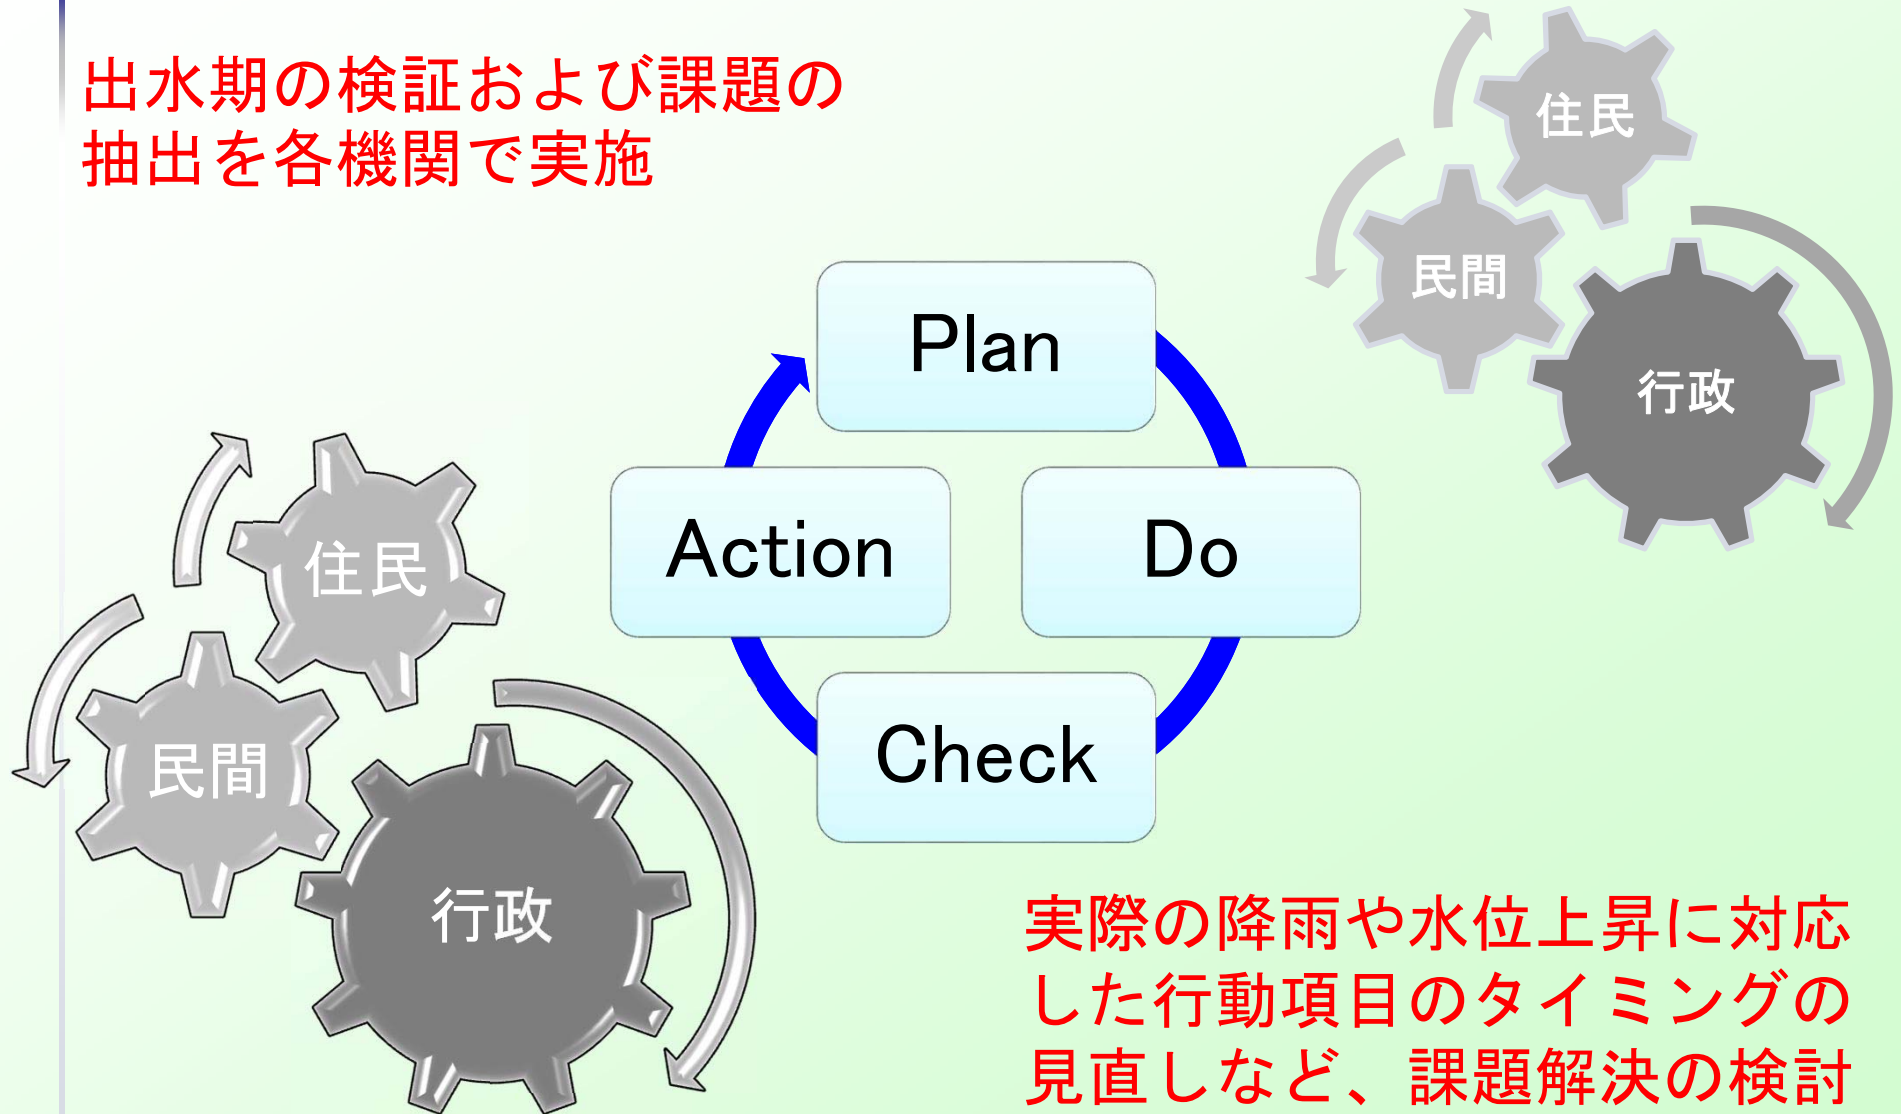 出水期の検証および課題の
抽出を各機関で実施
住民
民間
行政
Plan
Action
Do
Check
住民
民間
行政
実際の降雨や水位上昇に対応
した行動項目のタイミングの
見直しなど、課題解決の検討